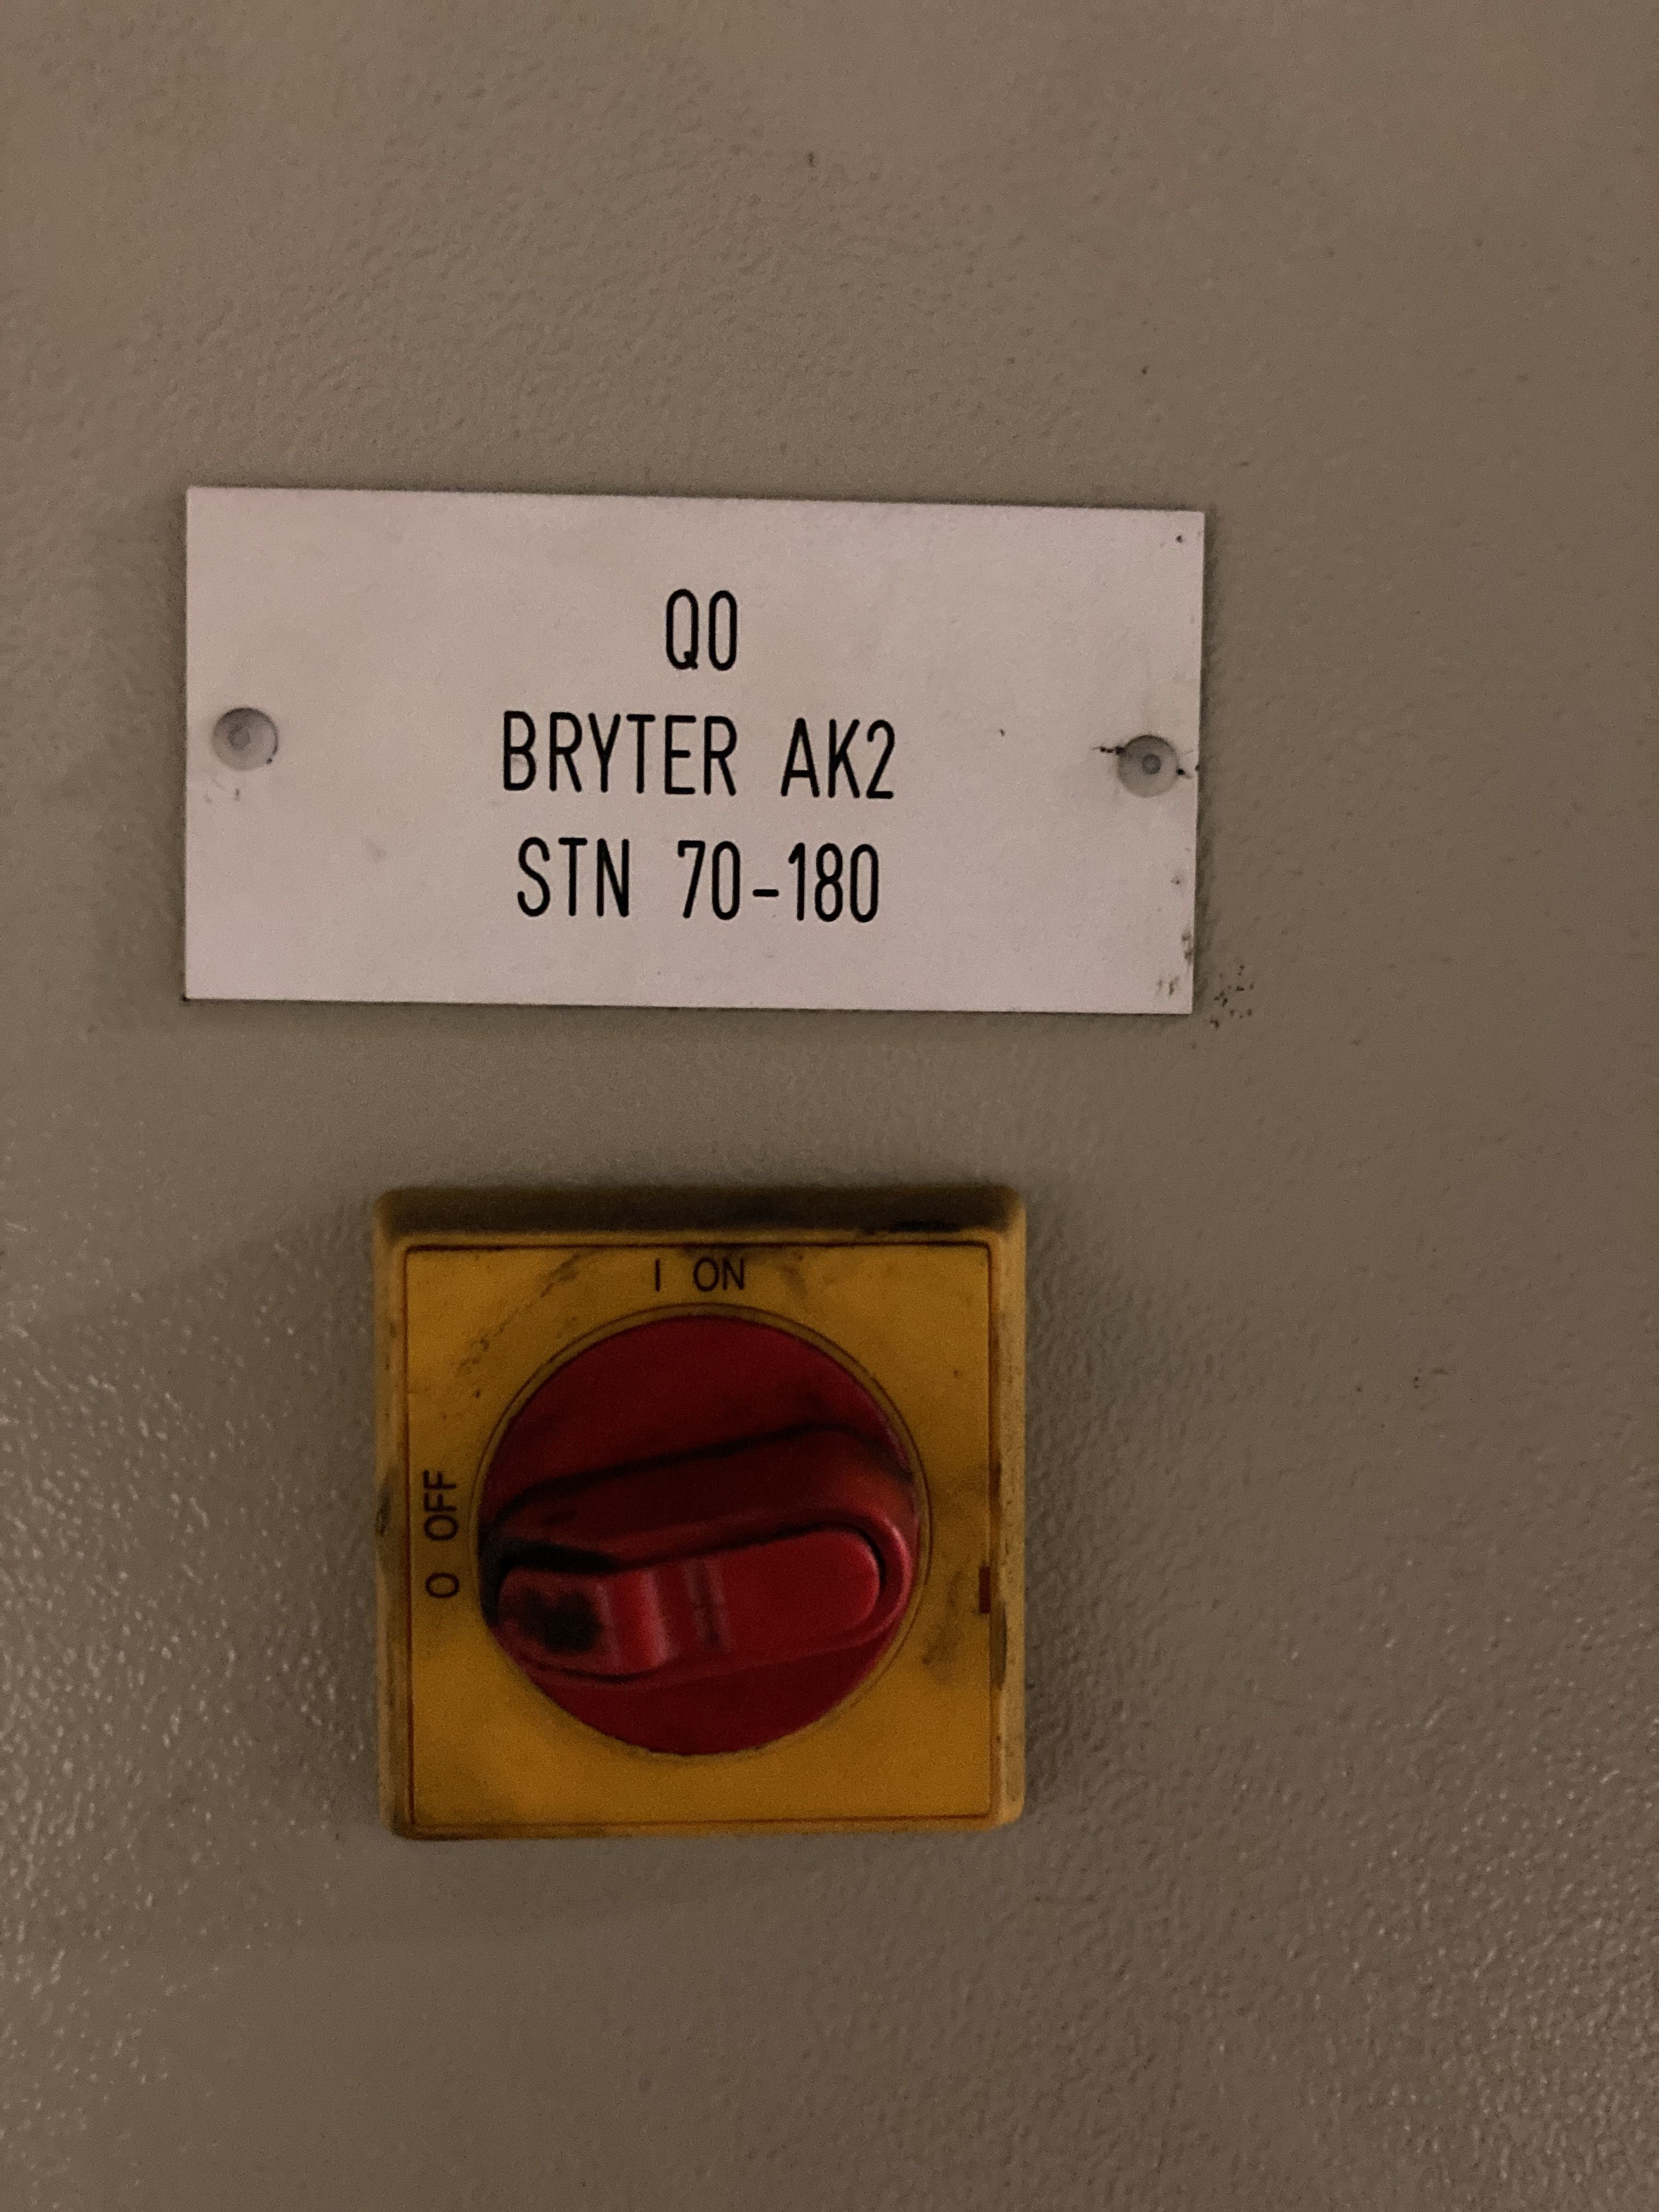 Q0
BRYTER AK2
STN 70-180
I ON
O OFF